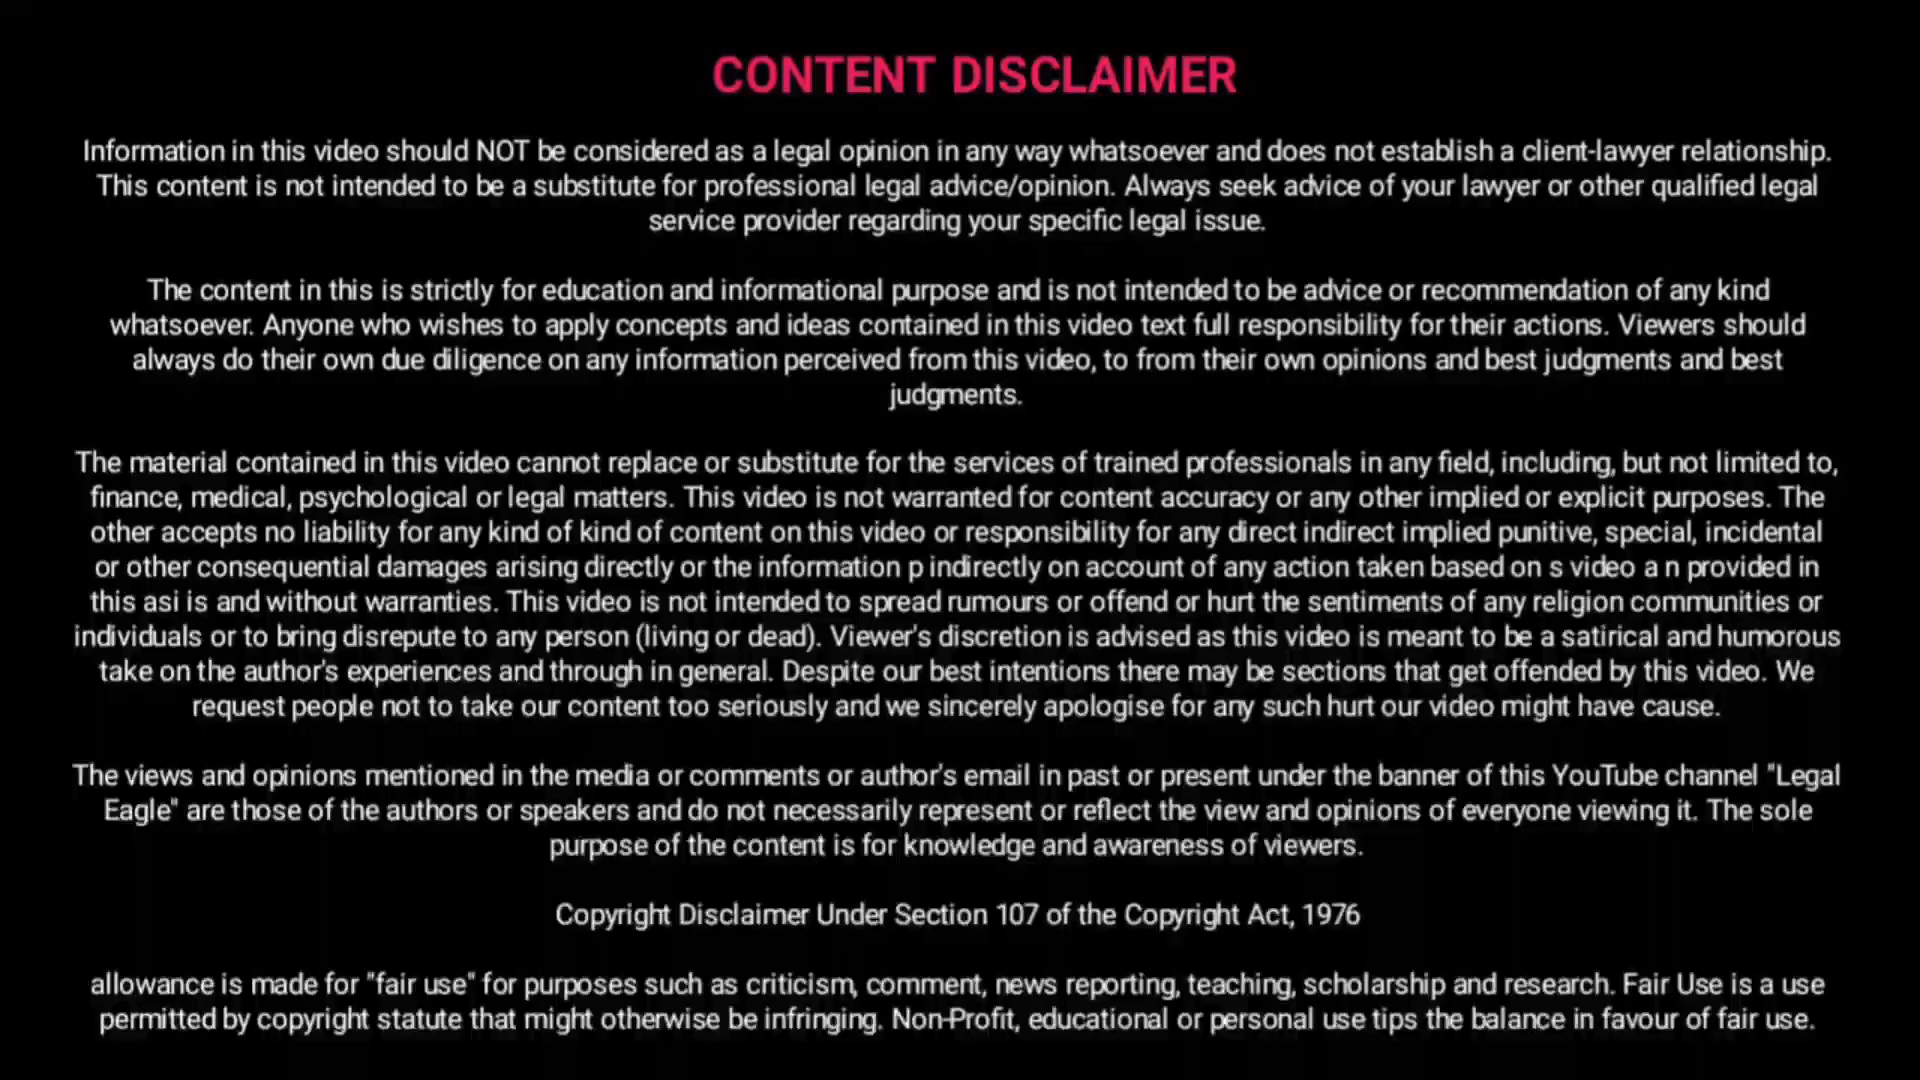 CONTENT DISCLAIMER
Information in this video should NOT be considered as a legal opinion in any way whatsoever and does not establish a client-lawyer relationship.
This content is not intended to be a substitute for professional legal advice/opinion. Always seek advice of your lawyer or other qualified legal
service provider regarding your specific legal issue.
The content in this is strictly for education and informational purpose and is not intended to be advice or recommendation of any kind
whatsoever. Anyone who wishes to apply concepts and ideas contained in this video text full responsibility for their actions. Viewers should
always do their own due diligence on any information perceived from this video, to from their own opinions and best judgments and best
judgments.
The material contained in this video cannot replace or substitute for the services of trained professionals in any field, including, but not limited to,
finance, medical, psychological or legal matters. This video is not warranted for content accuracy or any other implied or explicit purposes. The
other accepts no liability for any kind of kind of content on this video or responsibility for any direct indirect implied punitive, special, incidental
or other consequential damages arising directly or the information p indirectly on account of any action taken based on s video a n provided in
this asi is and without warranties. This video is not intended to spread rumours or offend or hurt the sentiments of any religion communities or
individuals or to bring disrepute to any person (living or dead). Viewer's discretion is advised as this video is meant to be a satirical and humorous
take on the author's experiences and through in general. Despite our best intentions there may be sections that get offended by this video. We
request people not to take our content too seriously and we sincerely apologise for any such hurt our video might have cause.
The views and opinions mentioned in the media or comments or author's email in past or present under the banner of this YouTube channel "Legal
Eagle" are those of the authors or speakers and do not necessarily represent or reflect the view and opinions of everyone viewing it. The sole
purpose of the content is for knowledge and awareness of viewers.
Copyright Disclaimer Under Section 107 of the Copyright Act, 1976
allowance is made for "fair use" for purposes such as criticism, comment, news reporting, teaching, scholarship and research. Fair Use is a use
permitted by copyright statute that might otherwise be infringing. Non-Profit, educational or personal use tips the balance in favour of fair use.